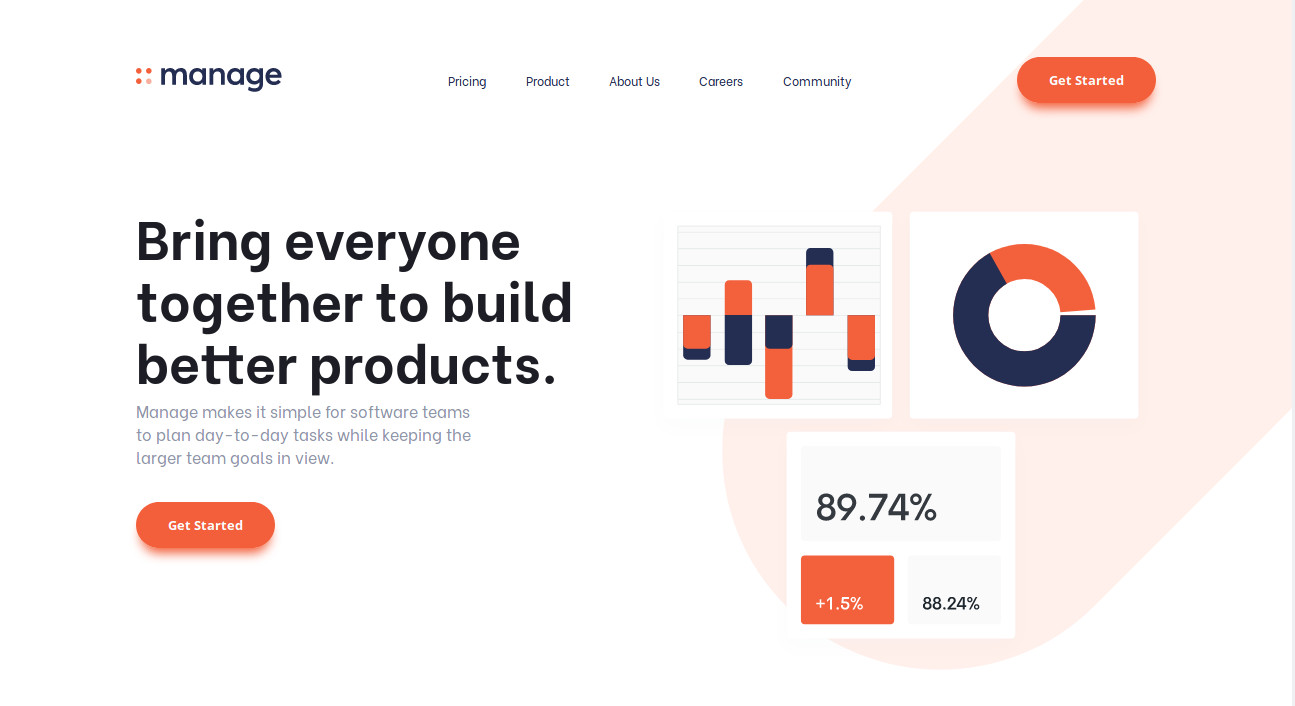 manage
Pricing Product About Us Careers Community
Get Started
Bring everyone
together to build
better products.
Manage makes it simple for software teams
to plan day-to-day tasks while keeping the
larger team goals in view.
Get Started
89.74%
+1.5%
88.24%